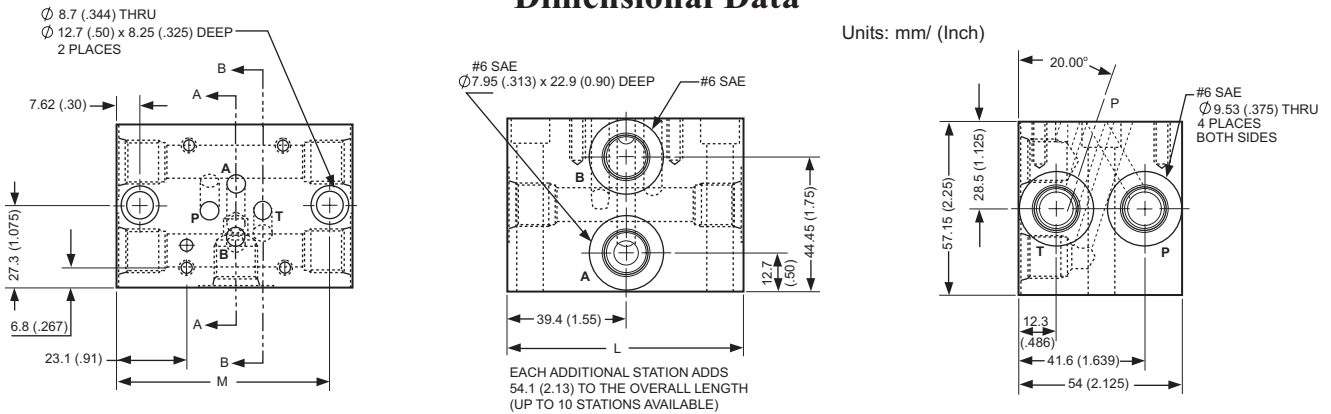 Dimensional Data
Units: mm/ (Inch)
∅ 8.7 (.344) THRU
∅ 12.7 (.50) x 8.25 (.325) DEEP
2 PLACES
B
A
7.62 (.30)
A
P
T
B
27.3 (1.075)
6.8 (.267)
A
23.1 (.91)
B
M
#6 SAE
∅7.95 (.313) x 22.9 (0.90) DEEP
#6 SAE
B
A
44.45 (1.75)
12.7
(.50)
39.4 (1.55)
L
EACH ADDITIONAL STATION ADDS
54.1 (2.13) TO THE OVERALL LENGTH
(UP TO 10 STATIONS AVAILABLE)
20.00°
P
#6 SAE
∅9.53 (.375) THRU
4 PLACES
BOTH SIDES
28.5 (1.125)
57.15 (2.25)
T
P
12.3
(.486)
41.6 (1.639)
54 (2.125)